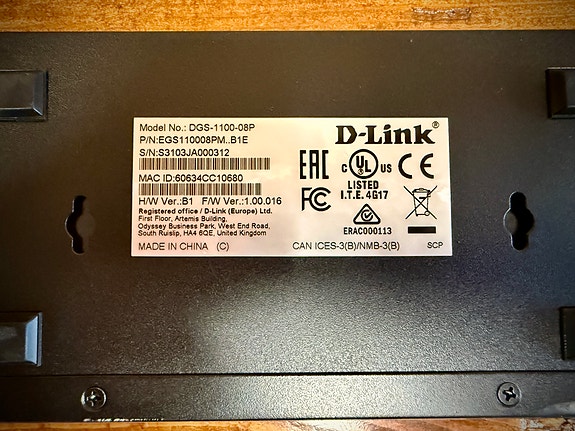 Model No.: DGS-1100-08P
P/N:EGS110008PM..B1E
S/N:S3103JA000312
MAC ID:60634CC10680
H/W Ver.:B1 F/W Ver.:1.00.016
Registered office / D-Link (Europe) Ltd.
First Floor, Artemis Building,
Odyssey Business Park, West End Road,
South Ruislip, HA4 6QE, United Kingdom
MADE IN CHINA (C)
D-Link®
EAC
C UL US CE
LISTED
I.T.E. 4G17
FC
ERAC000113
CAN ICES-3(B)/NMB-3(B)
SCP